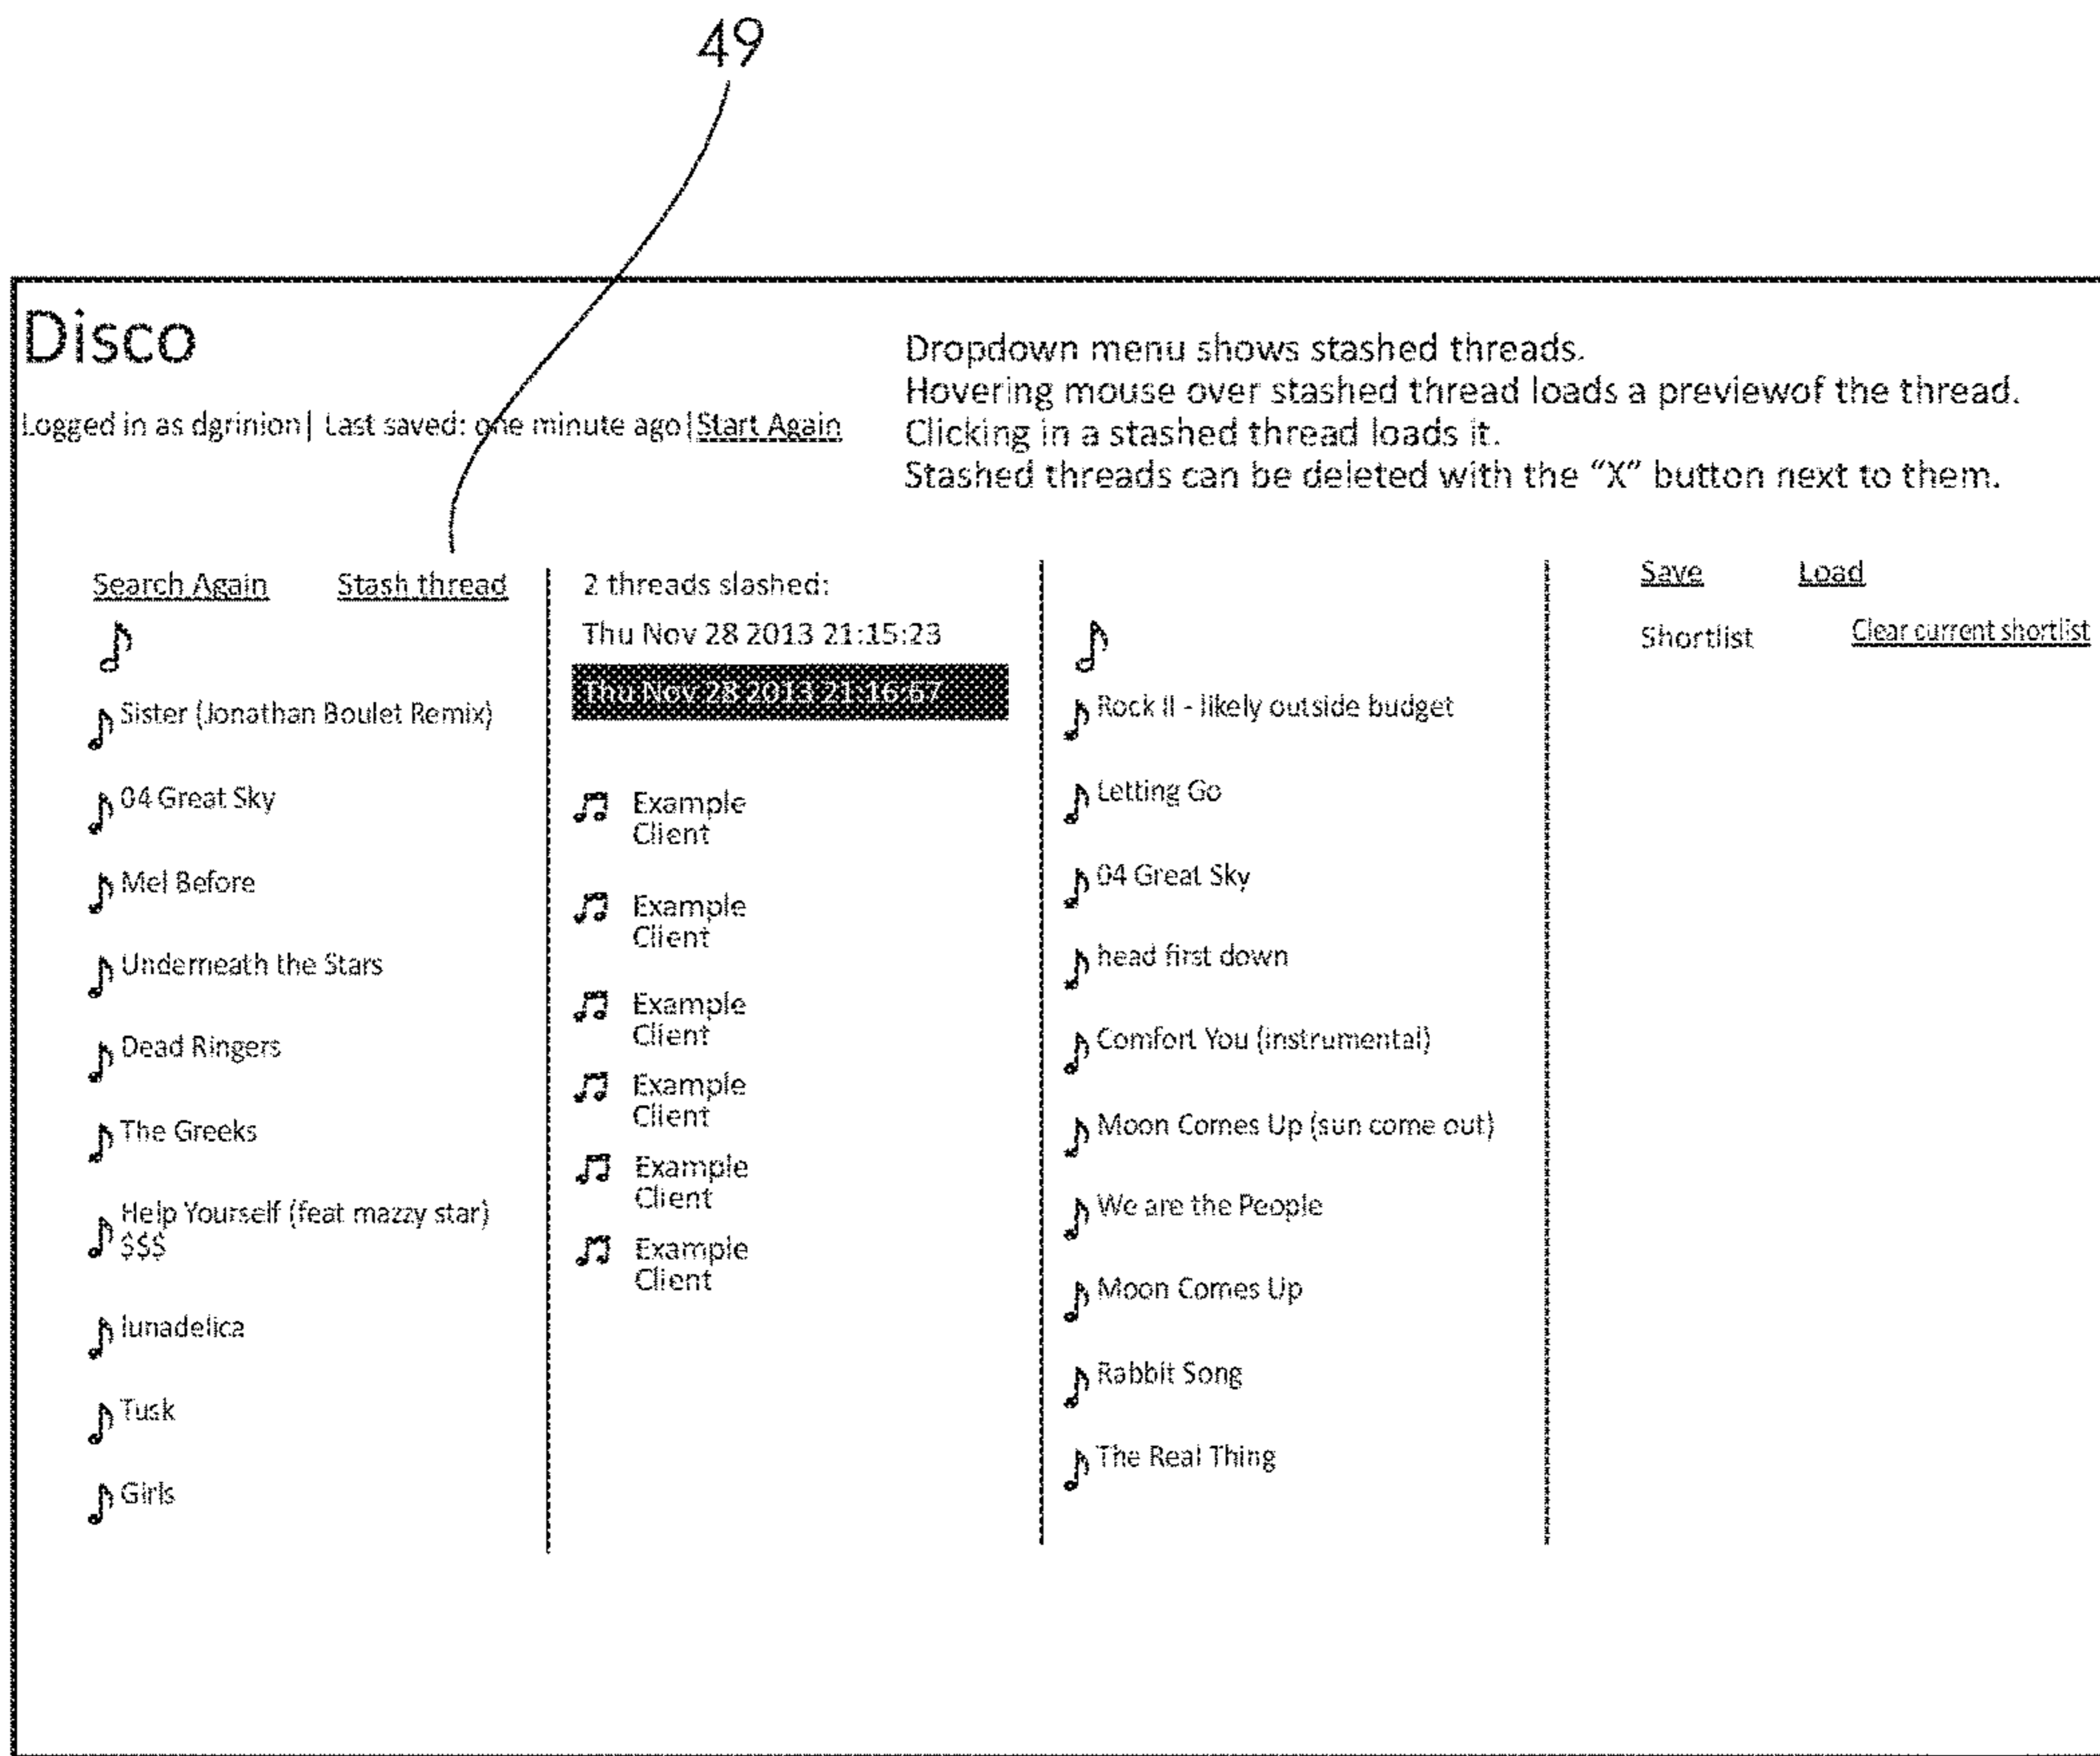 49
Disco
Logged in as dgrinion| Last saved: one minute ago|Start Again
Dropdown menu shows stashed threads.
Hovering mouse over stashed thread loads a previewof the thread.
Clicking in a stashed thread loads it.
Stashed threads can be deleted with the “X” button next to them.
Search Again Stash thread
Sister (Jonathan Boulet Remix)
04 Great Sky
Mel Before
Underneath the Stars
Dead Ringers
The Greeks
Help Yourself (feat mazzy star)
$$$
lunadelica
Tusk
Girls
2 threads slashed:
Thu Nov 28 2013 21:15:23
Thu Nov 28 2013 21:16:67
Example
Client
Example
Client
Example
Client
Example
Client
Example
Client
Example
Client
Rock II - likely outside budget
Letting Go
04 Great Sky
head first down
Comfort You (instrumental)
Moon Comes Up (sun come out)
We are the People
Moon Comes Up
Rabbit Song
The Real Thing
Save Load
Shortlist Clear current shortlist